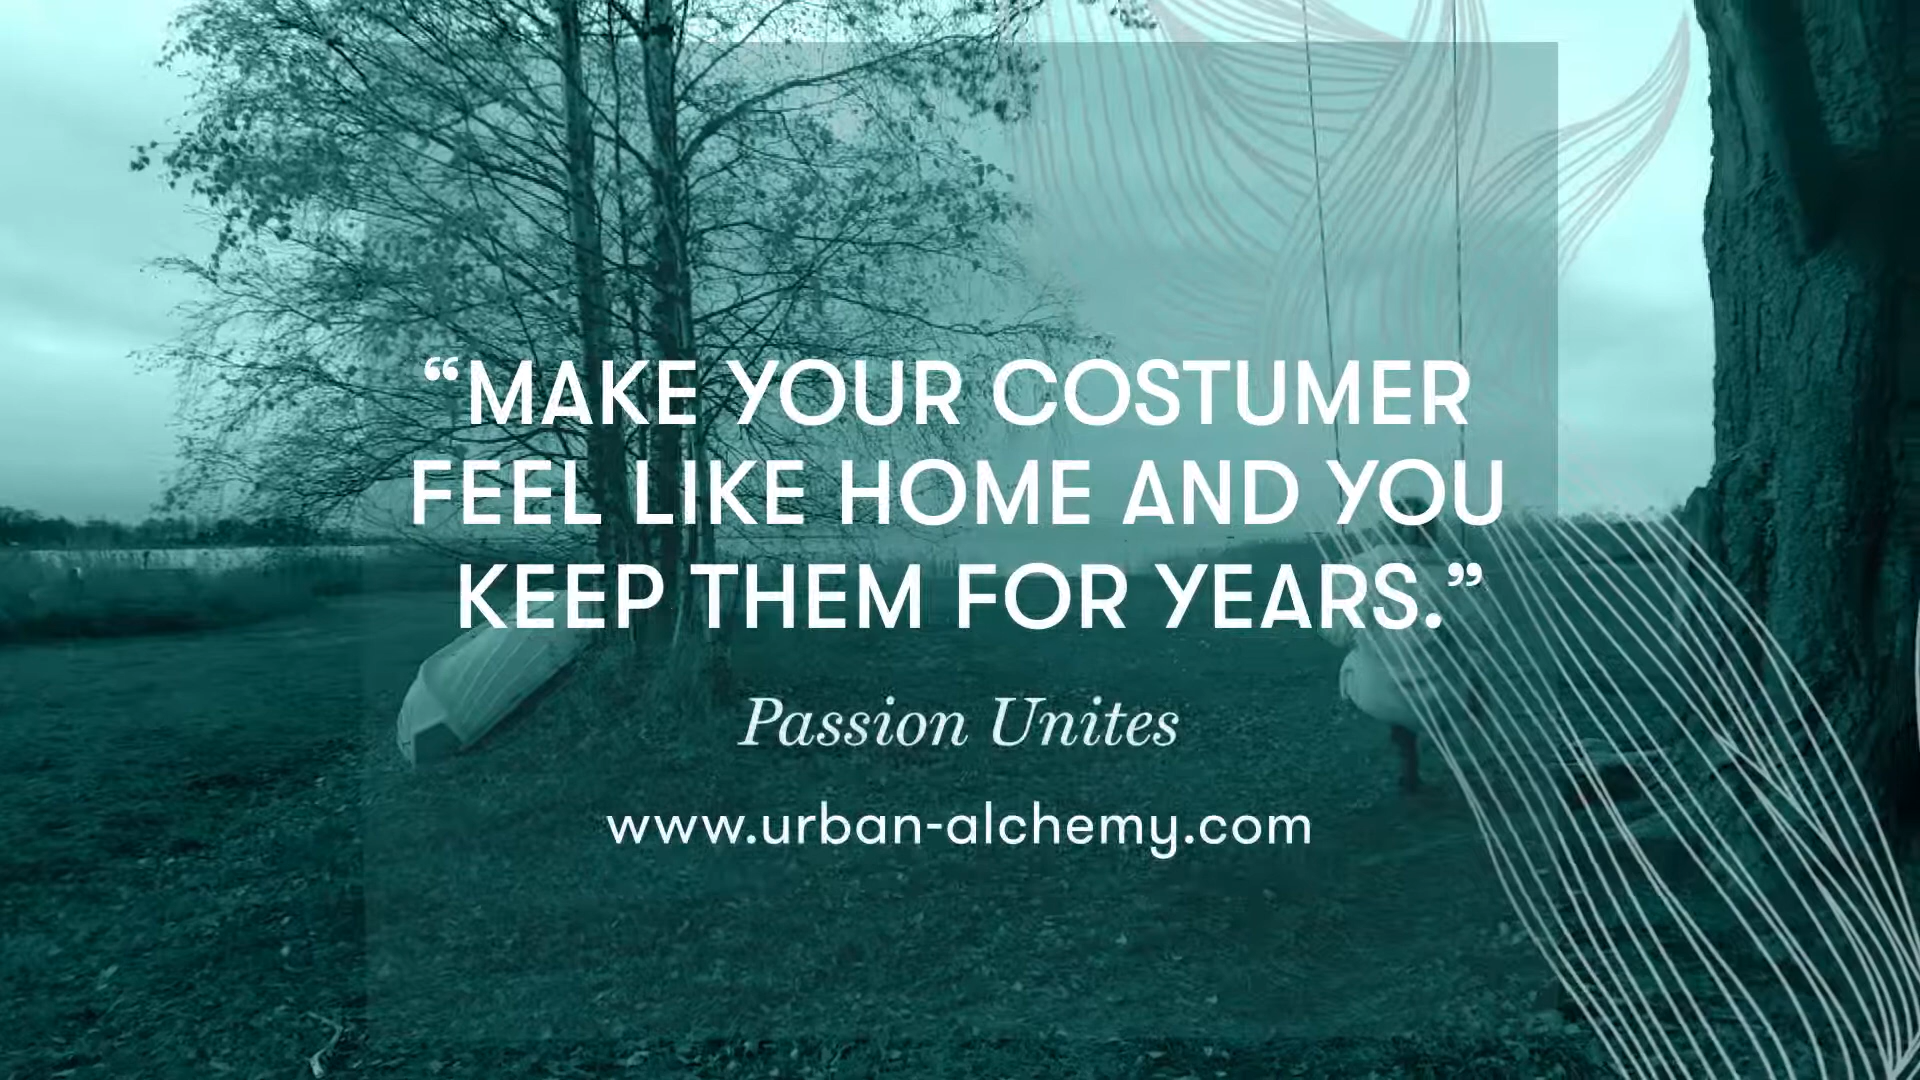 “MAKE YOUR COSTUMER
FEEL LIKE HOME AND YOU
KEEP THEM FOR YEARS.”
Passion Unites
www.urban-alchemy.com